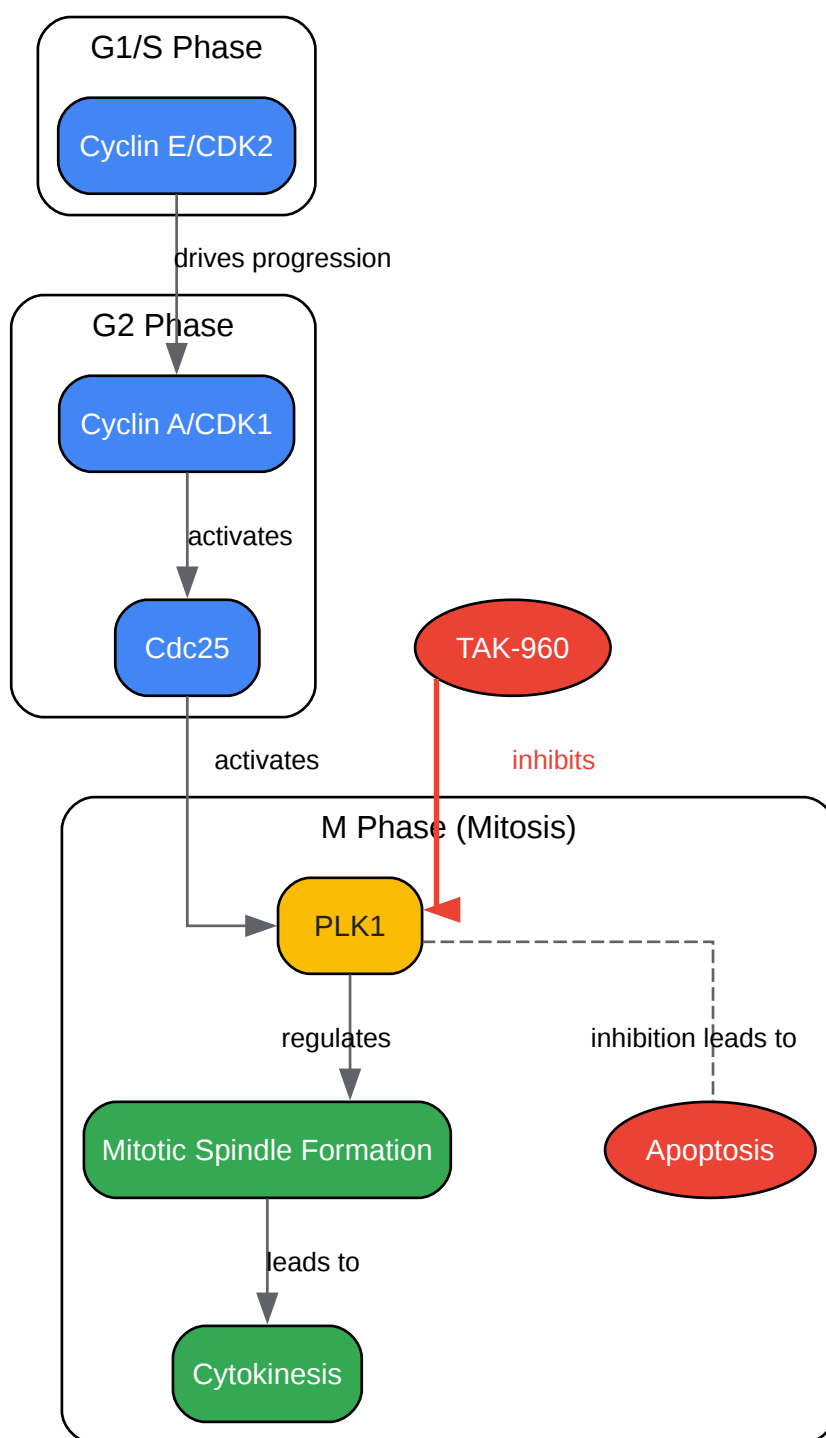 G1/S Phase
Cyclin E/CDK2
drives progression
G2 Phase
Cyclin A/CDK1
activates
Cdc25
TAK-960
activates
inhibits
M Phase (Mitosis)
PLK1
regulates
inhibition leads to
Mitotic Spindle Formation
Apoptosis
leads to
Cytokinesis